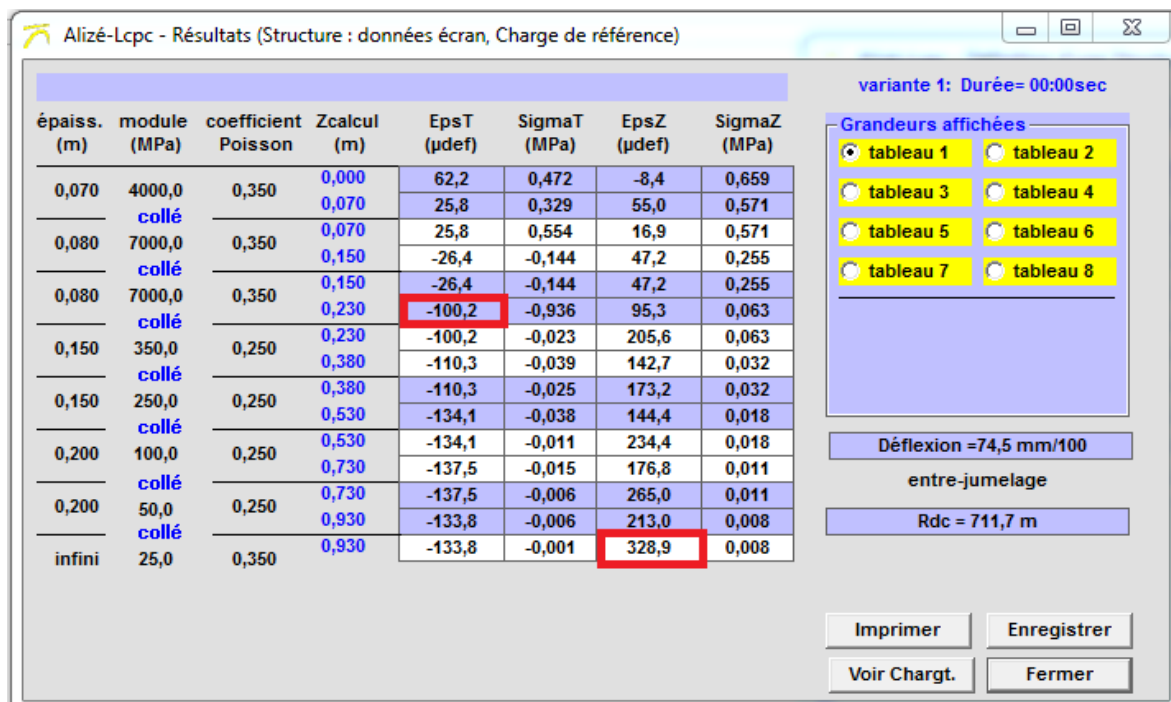 Alizé-Lcpc - Résultats (Structure : données écran, Charge de référence)
variante 1: Durée= 00:00sec
épaiss. module coefficient Zcalcul EpsT SigmaT EpsZ SigmaZ
(m) (MPa) Poisson (m) (µdef) (MPa) (µdef) (MPa)
0,000 62,2 0,472 -8,4 0,659
0,070 4000,0 0,350
0,070 25,8 0,329 55,0 0,571
collé
0,070 25,8 0,554 16,9 0,571
0,080 7000,0 0,350
0,150 -26,4 -0,144 47,2 0,255
collé
0,150 -26,4 -0,144 47,2 0,255
0,080 7000,0 0,350
0,230 -100,2 -0,936 95,3 0,063
collé
0,230 -100,2 -0,023 205,6 0,063
0,150 350,0 0,250
0,380 -110,3 -0,039 142,7 0,032
collé
0,380 -110,3 -0,025 173,2 0,032
0,150 250,0 0,250
0,530 -134,1 -0,038 144,4 0,018
collé
0,530 -134,1 -0,011 234,4 0,018
0,200 100,0 0,250
0,730 -137,5 -0,015 176,8 0,011
collé
0,730 -137,5 -0,006 265,0 0,011
0,200 50,0 0,250
0,930 -133,8 -0,006 213,0 0,008
collé
0,930 -133,8 -0,001 328,9 0,008
infini 25,0 0,350
Grandeurs affichées
tableau 1 tableau 2
tableau 3 tableau 4
tableau 5 tableau 6
tableau 7 tableau 8
Déflexion =74,5 mm/100
entre-jumelage
Rdc = 711,7 m
Imprimer Enregistrer
Voir Chargt. Fermer